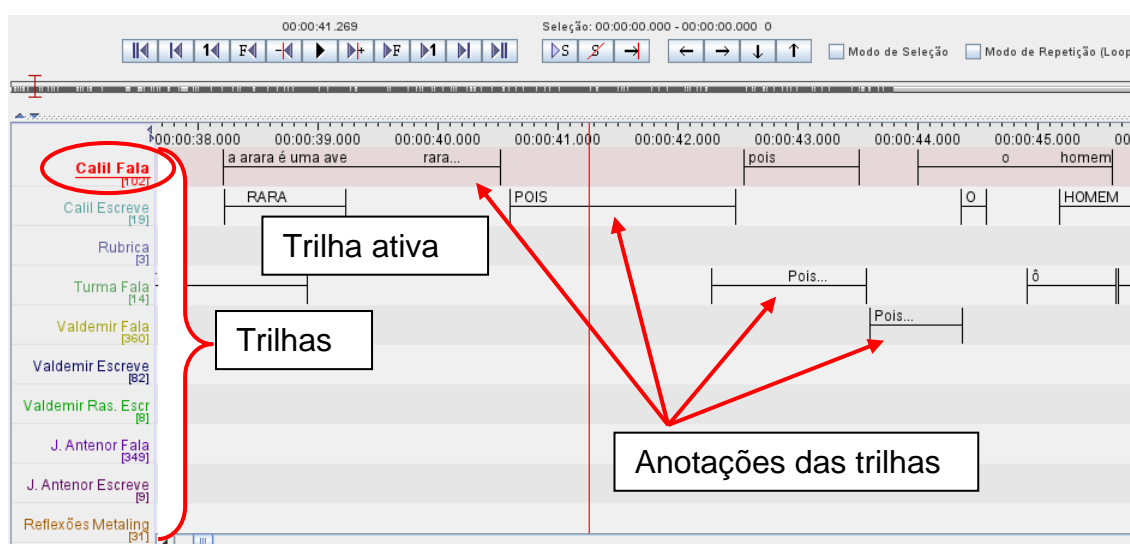 00:00:41.269 Seleção: 00:00:00.000 - 00:00:00.000 0
1 F - + F 1 S S Modo de Seleção Modo de Repetição (Loop
00:00:38.000 00:00:39.000 00:00:40.000 00:00:41.000 00:00:42.000 00:00:43.000 00:00:44.000 00:00:45.000 00
Calil Fala a arara é uma ave rara... pois o homem
[102]
Calil Escreve RARA POIS O HOMEM
[19]
Trilha ativa
Rubrica
[3]
Turma Fala Pois... ô
[14]
Valdemir Fala Pois...
[360]
Trilhas
Valdemir Escreve
[82]
Valdemir Ras. Escr
[8]
J. Antenor Fala
[349]
Anotações das trilhas
J. Antenor Escreve
[9]
Reflexões Metaling
[31]